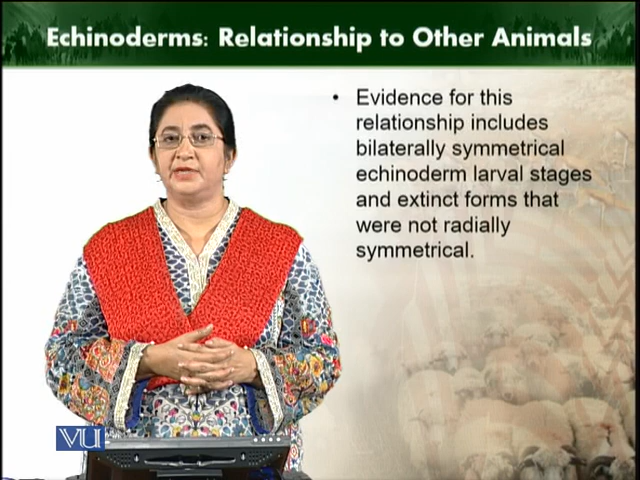 Echinoderms: Relationship to Other Animals
• Evidence for this
relationship includes
bilaterally symmetrical
echinoderm larval stages
and extinct forms that
were not radially
symmetrical.
VU